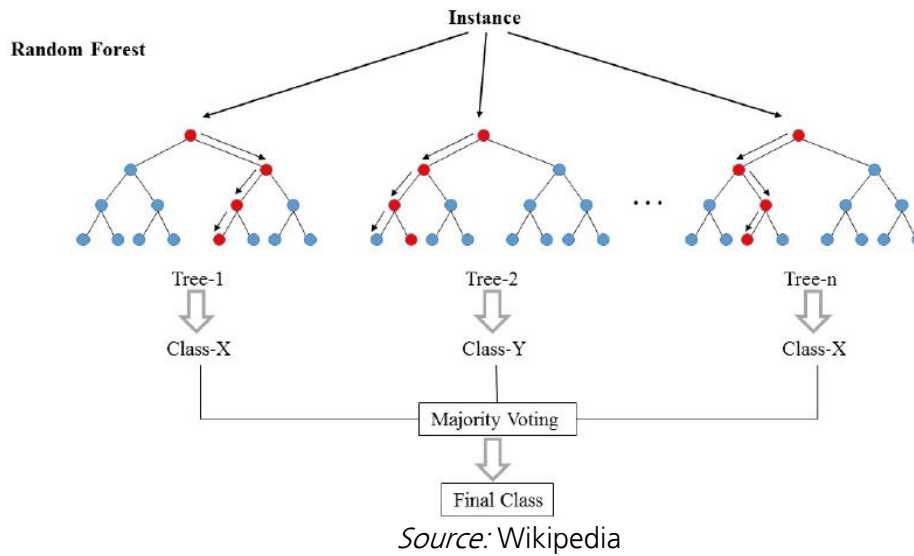 Instance
Random Forest
...
Tree-1 Tree-2 Tree-n
Class-X Class-Y Class-X
Majority Voting
Final Class
Source: Wikipedia